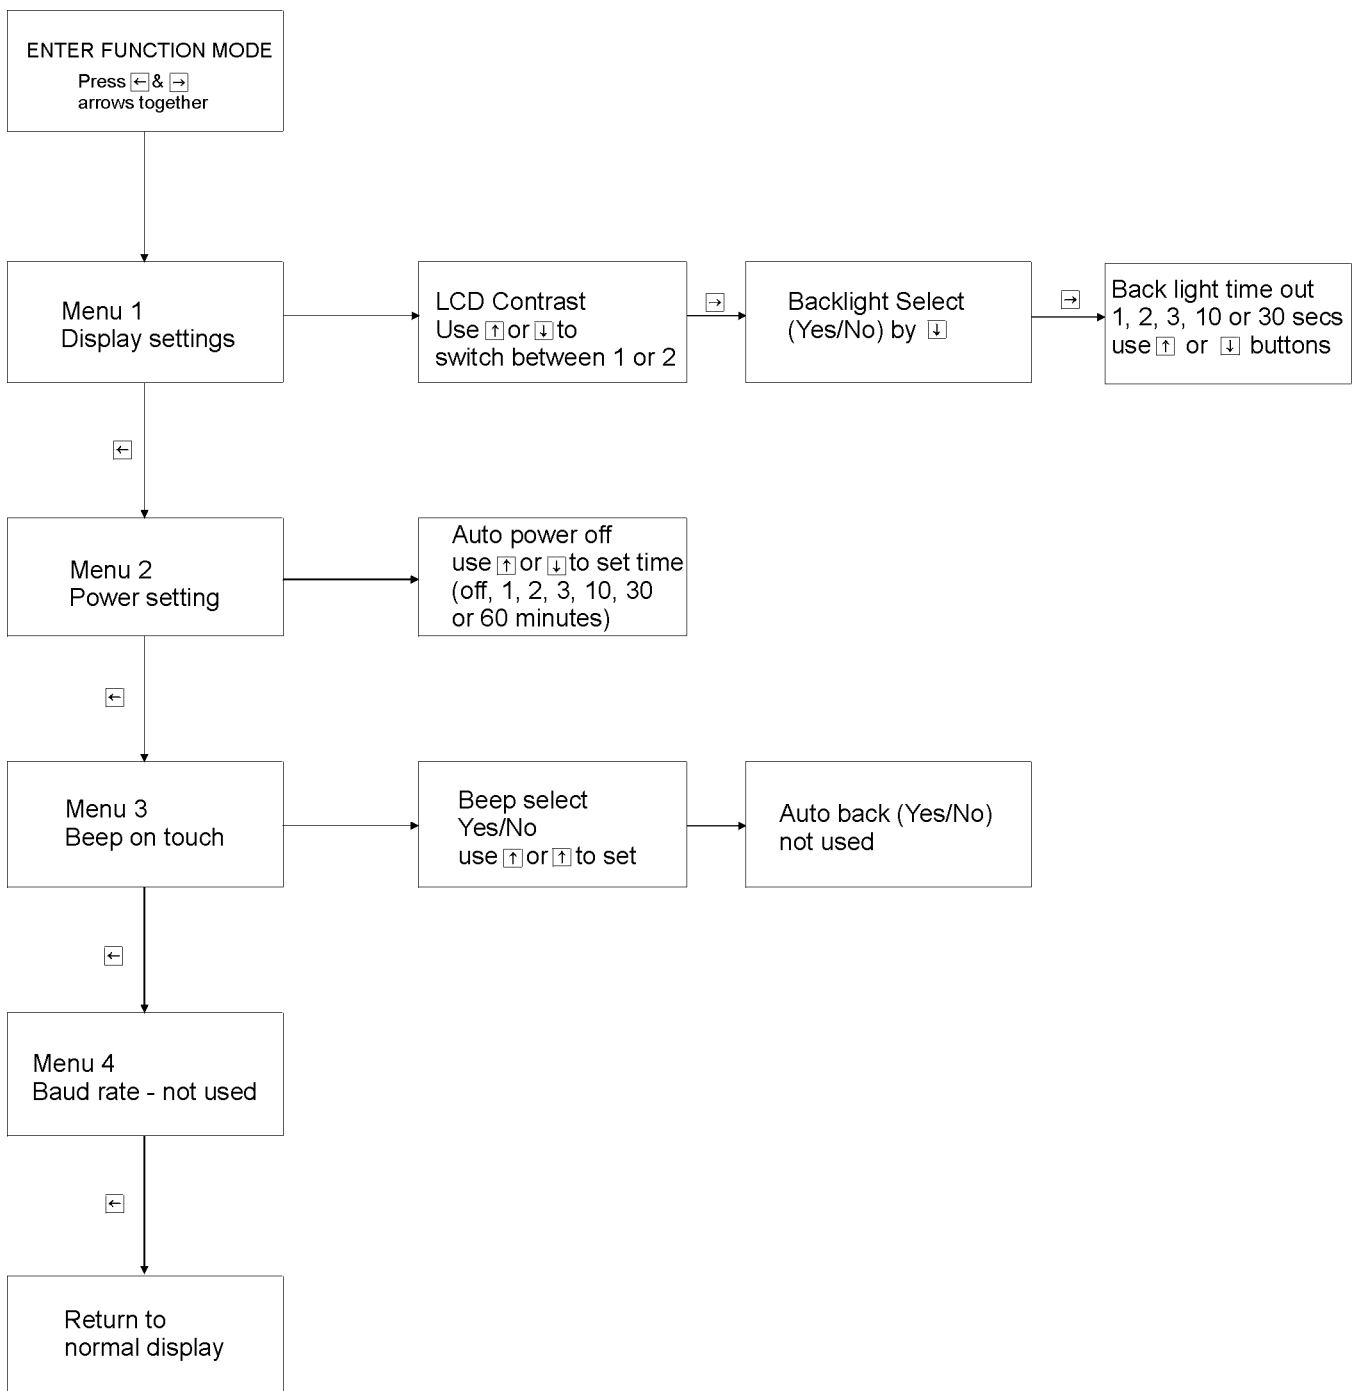 ENTER FUNCTION MODE
Press ← & →
arrows together
Menu 1
Display settings
LCD Contrast
Use ↑ or ↓ to
switch between 1 or 2
→
Backlight Select
(Yes/No) by ↓
→
Back light time out
1, 2, 3, 10 or 30 secs
use ↑ or ↓ buttons
←
Menu 2
Power setting
Auto power off
use ↑ or ↓ to set time
(off, 1, 2, 3, 10, 30
or 60 minutes)
←
Menu 3
Beep on touch
Beep select
Yes/No
use ↑ or ↑ to set
Auto back (Yes/No)
not used
←
Menu 4
Baud rate - not used
←
Return to
normal display